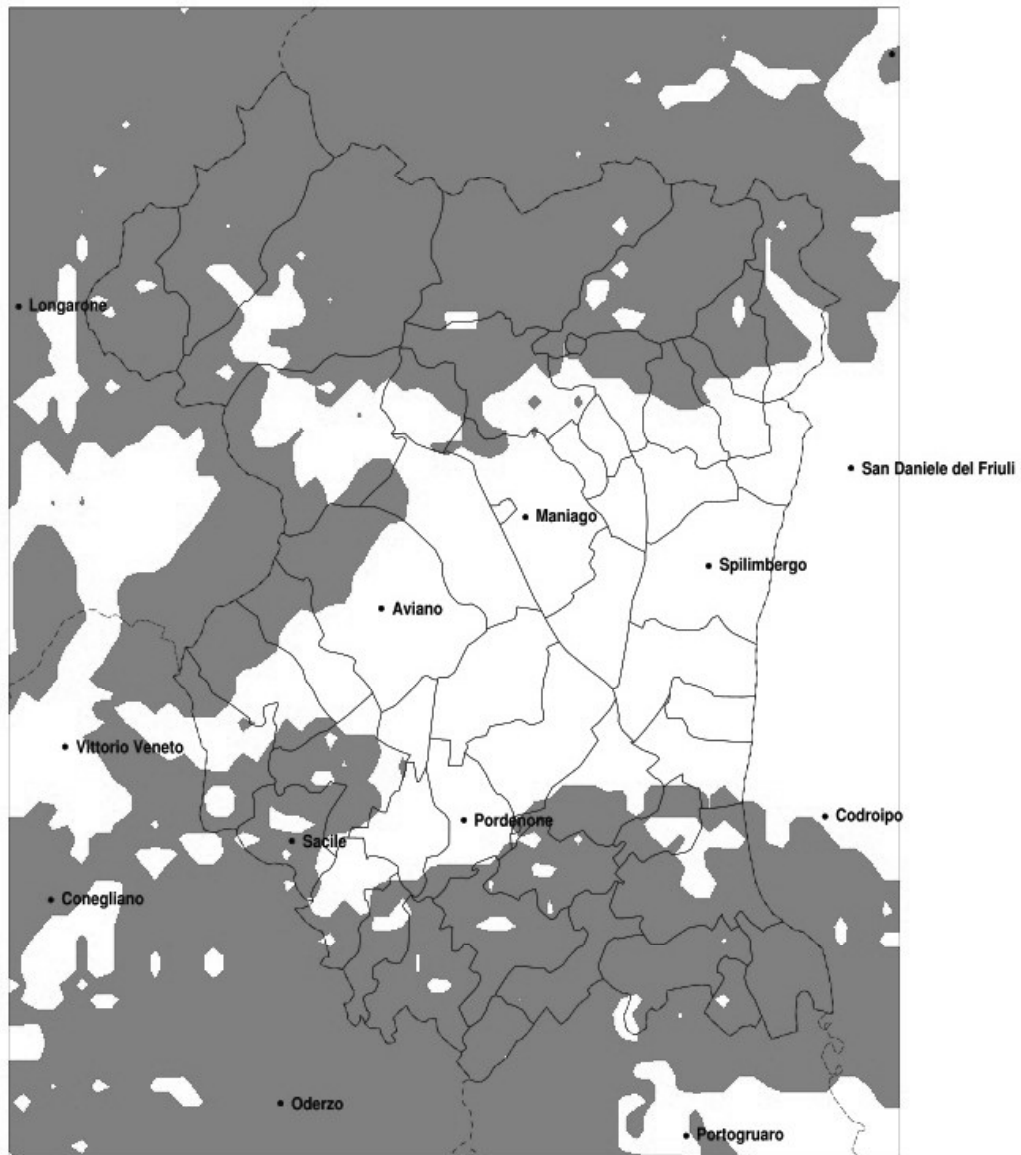 Longarone
San Daniele del Friuli
Maniago
Spilimbergo
Aviano
Vittorio Veneto
Pordenone
Codroipo
Sacile
Conegliano
Oderzo
Portogruaro